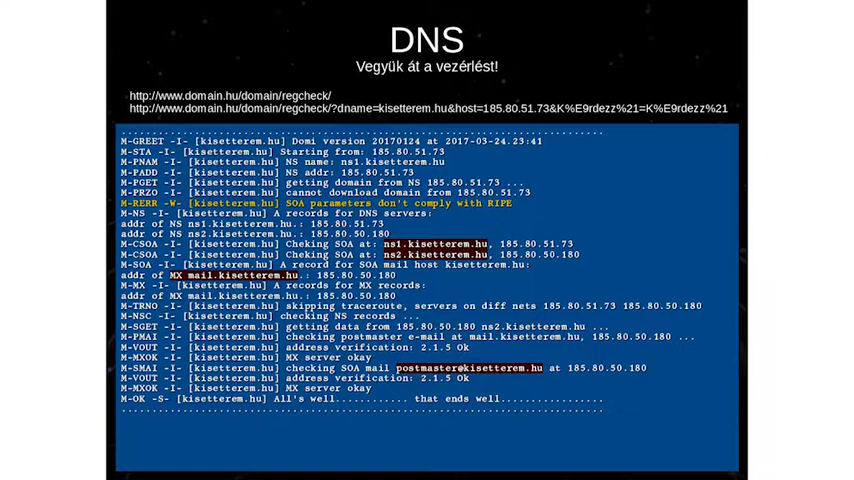 DNS
Vegyük át a vezérlést!
http://www.domain.hu/domain/regcheck/
http://www.domain.hu/domain/regcheck/?dname=kisetterem.hu&host=185.80.51.73&K%E9rdezz%21=K%E9rdezz%21
................................................................................
M-GREET -I- [kisetterem.hu] Domi version 20170124 at 2017-03-24.23:41
M-STA -I- [kisetterem.hu] Starting from: 185.80.51.73
M-PNAM -I- [kisetterem.hu] NS name: ns1.kisetterem.hu
M-PADD -I- [kisetterem.hu] NS addr: 185.80.51.73
M-PGET -I- [kisetterem.hu] getting domain from NS 185.80.51.73 ...
M-PRZO -I- [kisetterem.hu] cannot download domain from 185.80.51.73
M-RERR -W- [kisetterem.hu] SOA parameters don't comply with RIPE
M-NS -I- [kisetterem.hu] A records for DNS servers:
addr of NS ns1.kisetterem.hu.: 185.80.51.73
addr of NS ns2.kisetterem.hu.: 185.80.50.180
M-CSOA -I- [kisetterem.hu] Cheking SOA at: ns1.kisetterem.hu, 185.80.51.73
M-CSOA -I- [kisetterem.hu] Cheking SOA at: ns2.kisetterem.hu, 185.80.50.180
M-SOA -I- [kisetterem.hu] A record for SOA mail host kisetterem.hu:
addr of MX mail.kisetterem.hu.: 185.80.50.180
M-MX -I- [kisetterem.hu] A records for MX records:
addr of MX mail.kisetterem.hu.: 185.80.50.180
M-TRNO -I- [kisetterem.hu] skipping traceroute, servers on diff nets 185.80.51.73 185.80.50.180
M-NSC -I- [kisetterem.hu] checking NS records ...
M-SGET -I- [kisetterem.hu] getting data from 185.80.50.180 ns2.kisetterem.hu ...
M-PMAI -I- [kisetterem.hu] checking postmaster e-mail at mail.kisetterem.hu, 185.80.50.180 ...
M-VOUT -I- [kisetterem.hu] address verification: 2.1.5 Ok
M-MXOK -I- [kisetterem.hu] MX server okay
M-SMAI -I- [kisetterem.hu] checking SOA mail postmaster@kisetterem.hu at 185.80.50.180
M-VOUT -I- [kisetterem.hu] address verification: 2.1.5 Ok
M-MXOK -I- [kisetterem.hu] MX server okay
M-OK -S- [kisetterem.hu] All's well........... that ends well.................
................................................................................